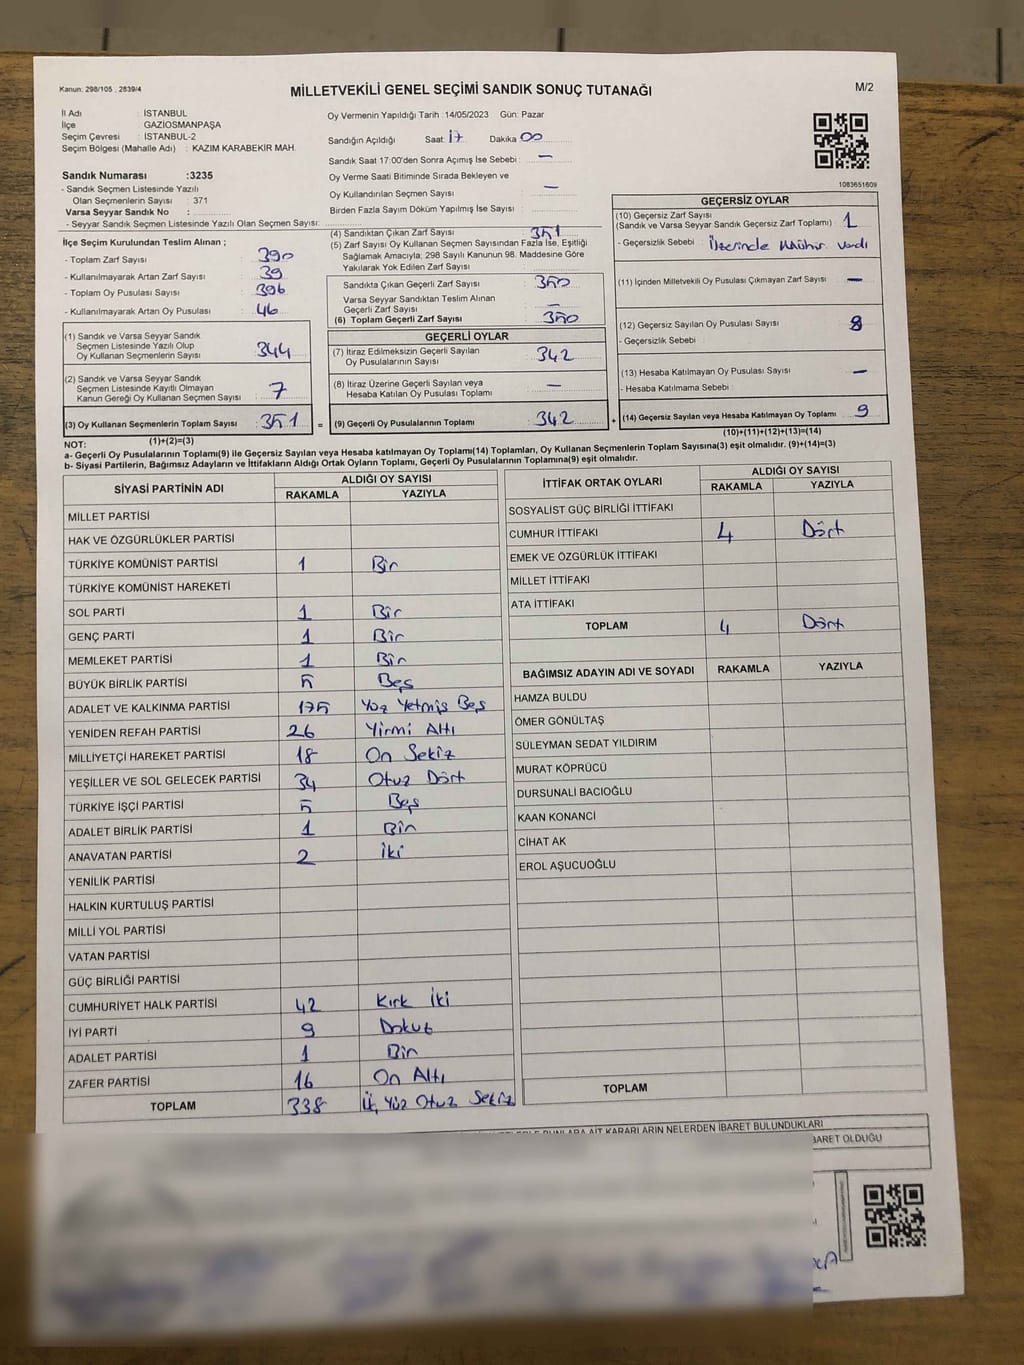 Kanun: 298/105 , 2839/4
MİLLETVEKİLİ GENEL SEÇİMİ SANDIK SONUÇ TUTANAĞI
M/2
İl Adı : İSTANBUL
İlçe GAZİOSMANPAŞA
Seçim Çevresi : İSTANBUL-2
Seçim Bölgesi (Mahalle Adı) : KAZIM KARABEKİR MAH.
Sandık Numarası :3235
- Sandık Seçmen Listesinde Yazılı
Olan Seçmenlerin Sayısı : 371
Varsa Seyyar Sandık No :
- Seyyar Sandık Seçmen Listesinde Yazılı Olan Seçmen Sayısı:
Oy Vermenin Yapıldığı Tarih : 14/05/2023 Gün: Pazar
Sandığın Açıldığı Saat: 17 Dakika 00
Sandık Saat 17:00'den Sonra Açımış İse Sebebi : —
Oy Verme Saati Bitiminde Sırada Bekleyen ve
Oy Kullandırılan Seçmen Sayısı —
Birden Fazla Sayım Döküm Yapılmış İse Sayısı :
1083651609
İlçe Seçim Kurulundan Teslim Alınan ;
- Toplam Zarf Sayısı : 390
- Kullanılmayarak Artan Zarf Sayısı : 39
- Toplam Oy Pusulası Sayısı : 396
- Kullanılmayarak Artan Oy Pusulası : 46
(1) Sandık ve Varsa Seyyar Sandık
Seçmen Listesinde Yazılı Olup
Oy Kullanan Seçmenlerin Sayısı : 344
(2) Sandık ve Varsa Seyyar Sandık
Seçmen Listesinde Kayıtlı Olmayan
Kanun Gereği Oy Kullanan Seçmen Sayısı : 7
(3) Oy Kullanan Seçmenlerin Toplam Sayısı : 351 =
(1)+(2)=(3)
(4) Sandıktan Çıkan Zarf Sayısı 351
(5) Zarf Sayısı Oy Kullanan Seçmen Sayısından Fazla İse, Eşitliği
Sağlamak Amacıyla; 298 Sayılı Kanunun 98. Maddesine Göre
Yakılarak Yok Edilen Zarf Sayısı :
Sandıkta Çıkan Geçerli Zarf Sayısı : 350
Varsa Seyyar Sandıktan Teslim Alınan
Geçerli Zarf Sayısı : —
(6) Toplam Geçerli Zarf Sayısı : 350
GEÇERLİ OYLAR
(7) İtiraz Edilmeksizin Geçerli Sayılan
Oy Pusulalarının Sayısı : 342
(8) İtiraz Üzerine Geçerli Sayılan veya
Hesaba Katılan Oy Pusulası Toplamı : —
(9) Geçerli Oy Pusulalarının Toplamı : 342 +
GEÇERSİZ OYLAR
(10) Geçersiz Zarf Sayısı
(Sandık ve Varsa Seyyar Sandık Geçersiz Zarf Toplamı) : 1
- Geçersizlik Sebebi : Üzerinde Mühür Vardı
(11) İçinden Milletvekili Oy Pusulası Çıkmayan Zarf Sayısı : —
(12) Geçersiz Sayılan Oy Pusulası Sayısı : 8
- Geçersizlik Sebebi :
(13) Hesaba Katılmayan Oy Pusulası Sayısı : —
- Hesaba Katılmama Sebebi :
(14) Geçersiz Sayılan veya Hesaba Katılmayan Oy Toplamı : 9
(10)+(11)+(12)+(13)=(14)
NOT:
a- Geçerli Oy Pusulalarının Toplamı(9) ile Geçersiz Sayılan veya Hesaba Katılmayan Oy Toplamı(14) Toplamları, Oy Kullanan Seçmenlerin Toplam Sayısına(3) eşit olmalıdır. (9)+(14)=(3)
b- Siyasi Partilerin, Bağımsız Adayların ve İttifakların Aldığı Ortak Oyların Toplamı, Geçerli Oy Pusulalarının Toplamına(9) eşit olmalıdır.
SİYASİ PARTİNİN ADI
ALDIĞI OY SAYISI
RAKAMLA YAZIYLA
MİLLET PARTİSİ
HAK VE ÖZGÜRLÜKLER PARTİSİ
TÜRKİYE KOMÜNİST PARTİSİ 1 Bir
TÜRKİYE KOMÜNİST HAREKETİ
SOL PARTİ 1 Bir
GENÇ PARTİ 1 Bir
MEMLEKET PARTİSİ 1 Bir
BÜYÜK BİRLİK PARTİSİ 5 Beş
ADALET VE KALKINMA PARTİSİ 175 Yüz Yetmiş Beş
YENİDEN REFAH PARTİSİ 26 Yirmi Altı
MİLLİYETÇİ HAREKET PARTİSİ 18 On Sekiz
YEŞİLLER VE SOL GELECEK PARTİSİ 34 Otuz Dört
TÜRKİYE İŞÇİ PARTİSİ 5 Beş
ADALET BİRLİK PARTİSİ 1 Bir
ANAVATAN PARTİSİ 2 İki
YENİLİK PARTİSİ
HALKIN KURTULUŞ PARTİSİ
MİLLİ YOL PARTİSİ
VATAN PARTİSİ
GÜÇ BİRLİĞİ PARTİSİ
CUMHURİYET HALK PARTİSİ 42 Kırk İki
İYİ PARTİ 9 Dokuz
ADALET PARTİSİ 1 Bir
ZAFER PARTİSİ 16 On Altı
TOPLAM 338 Üç Yüz Otuz Sekiz
İTTİFAK ORTAK OYLARI
ALDIĞI OY SAYISI
RAKAMLA YAZIYLA
SOSYALİST GÜÇ BİRLİĞİ İTTİFAKI
CUMHUR İTTİFAKI 4 Dört
EMEK VE ÖZGÜRLÜK İTTİFAKI
MİLLET İTTİFAKI
ATA İTTİFAKI
TOPLAM 4 Dört
BAĞIMSIZ ADAYIN ADI VE SOYADI RAKAMLA YAZIYLA
HAMZA BULDU
ÖMER GÖNÜLTAŞ
SÜLEYMAN SEDAT YILDIRIM
MURAT KÖPRÜCÜ
DURSUNALİ BACIOĞLU
KAAN KONANCİ
CİHAT AK
EROL AŞUCUOĞLU
TOPLAM
BUNLARA AİT KARARLARIN NELERDEN İBARET BULUNDUKLARI
BARET OLDUĞU